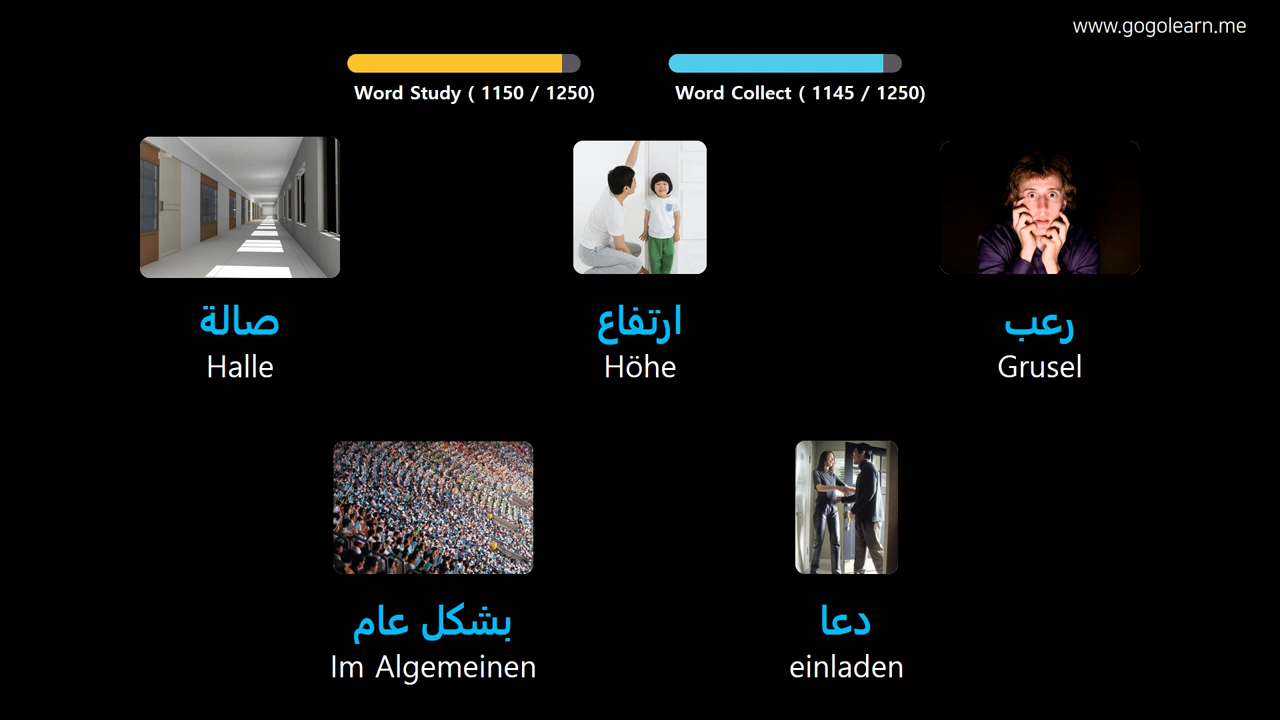 www.gogolearn.me
Word Study ( 1150 / 1250)
Word Collect ( 1145 / 1250)
صالة
Halle
ارتفاع
Höhe
رعب
Grusel
بشكل عام
Im Algemeinen
دعا
einladen